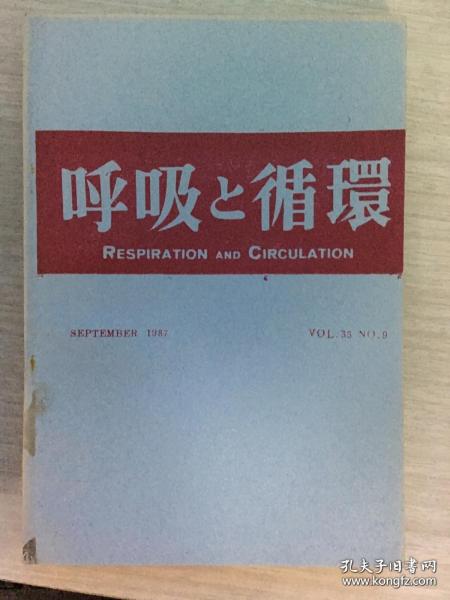 呼吸と循環
RESPIRATION AND CIRCULATION
SEPTEMBER 1987 VOL.35 NO.9
孔夫子旧书网
www.kongfz.com